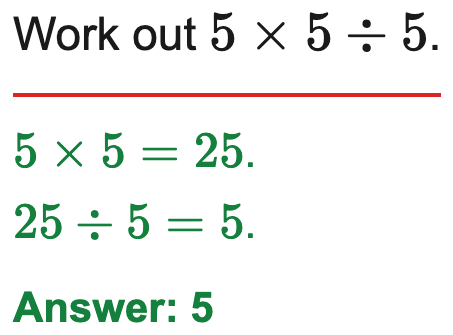 Work out 5 × 5 ÷ 5.
5 × 5 = 25.
25 ÷ 5 = 5.
Answer: 5